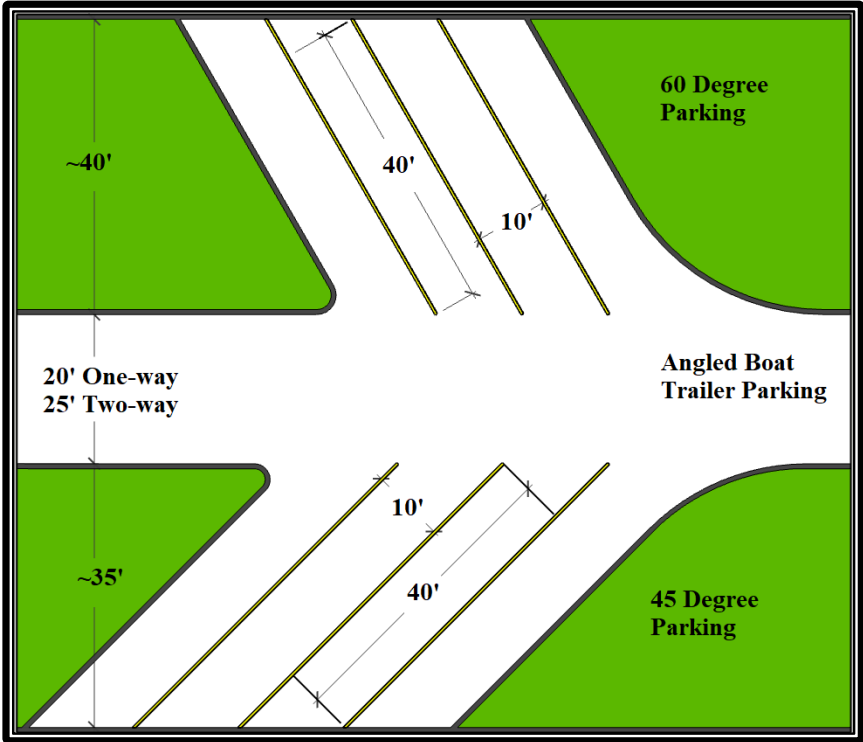 60 Degree
Parking
~40'
40'
10'
20' One-way
25' Two-way
Angled Boat
Trailer Parking
10'
~35'
40'
45 Degree
Parking